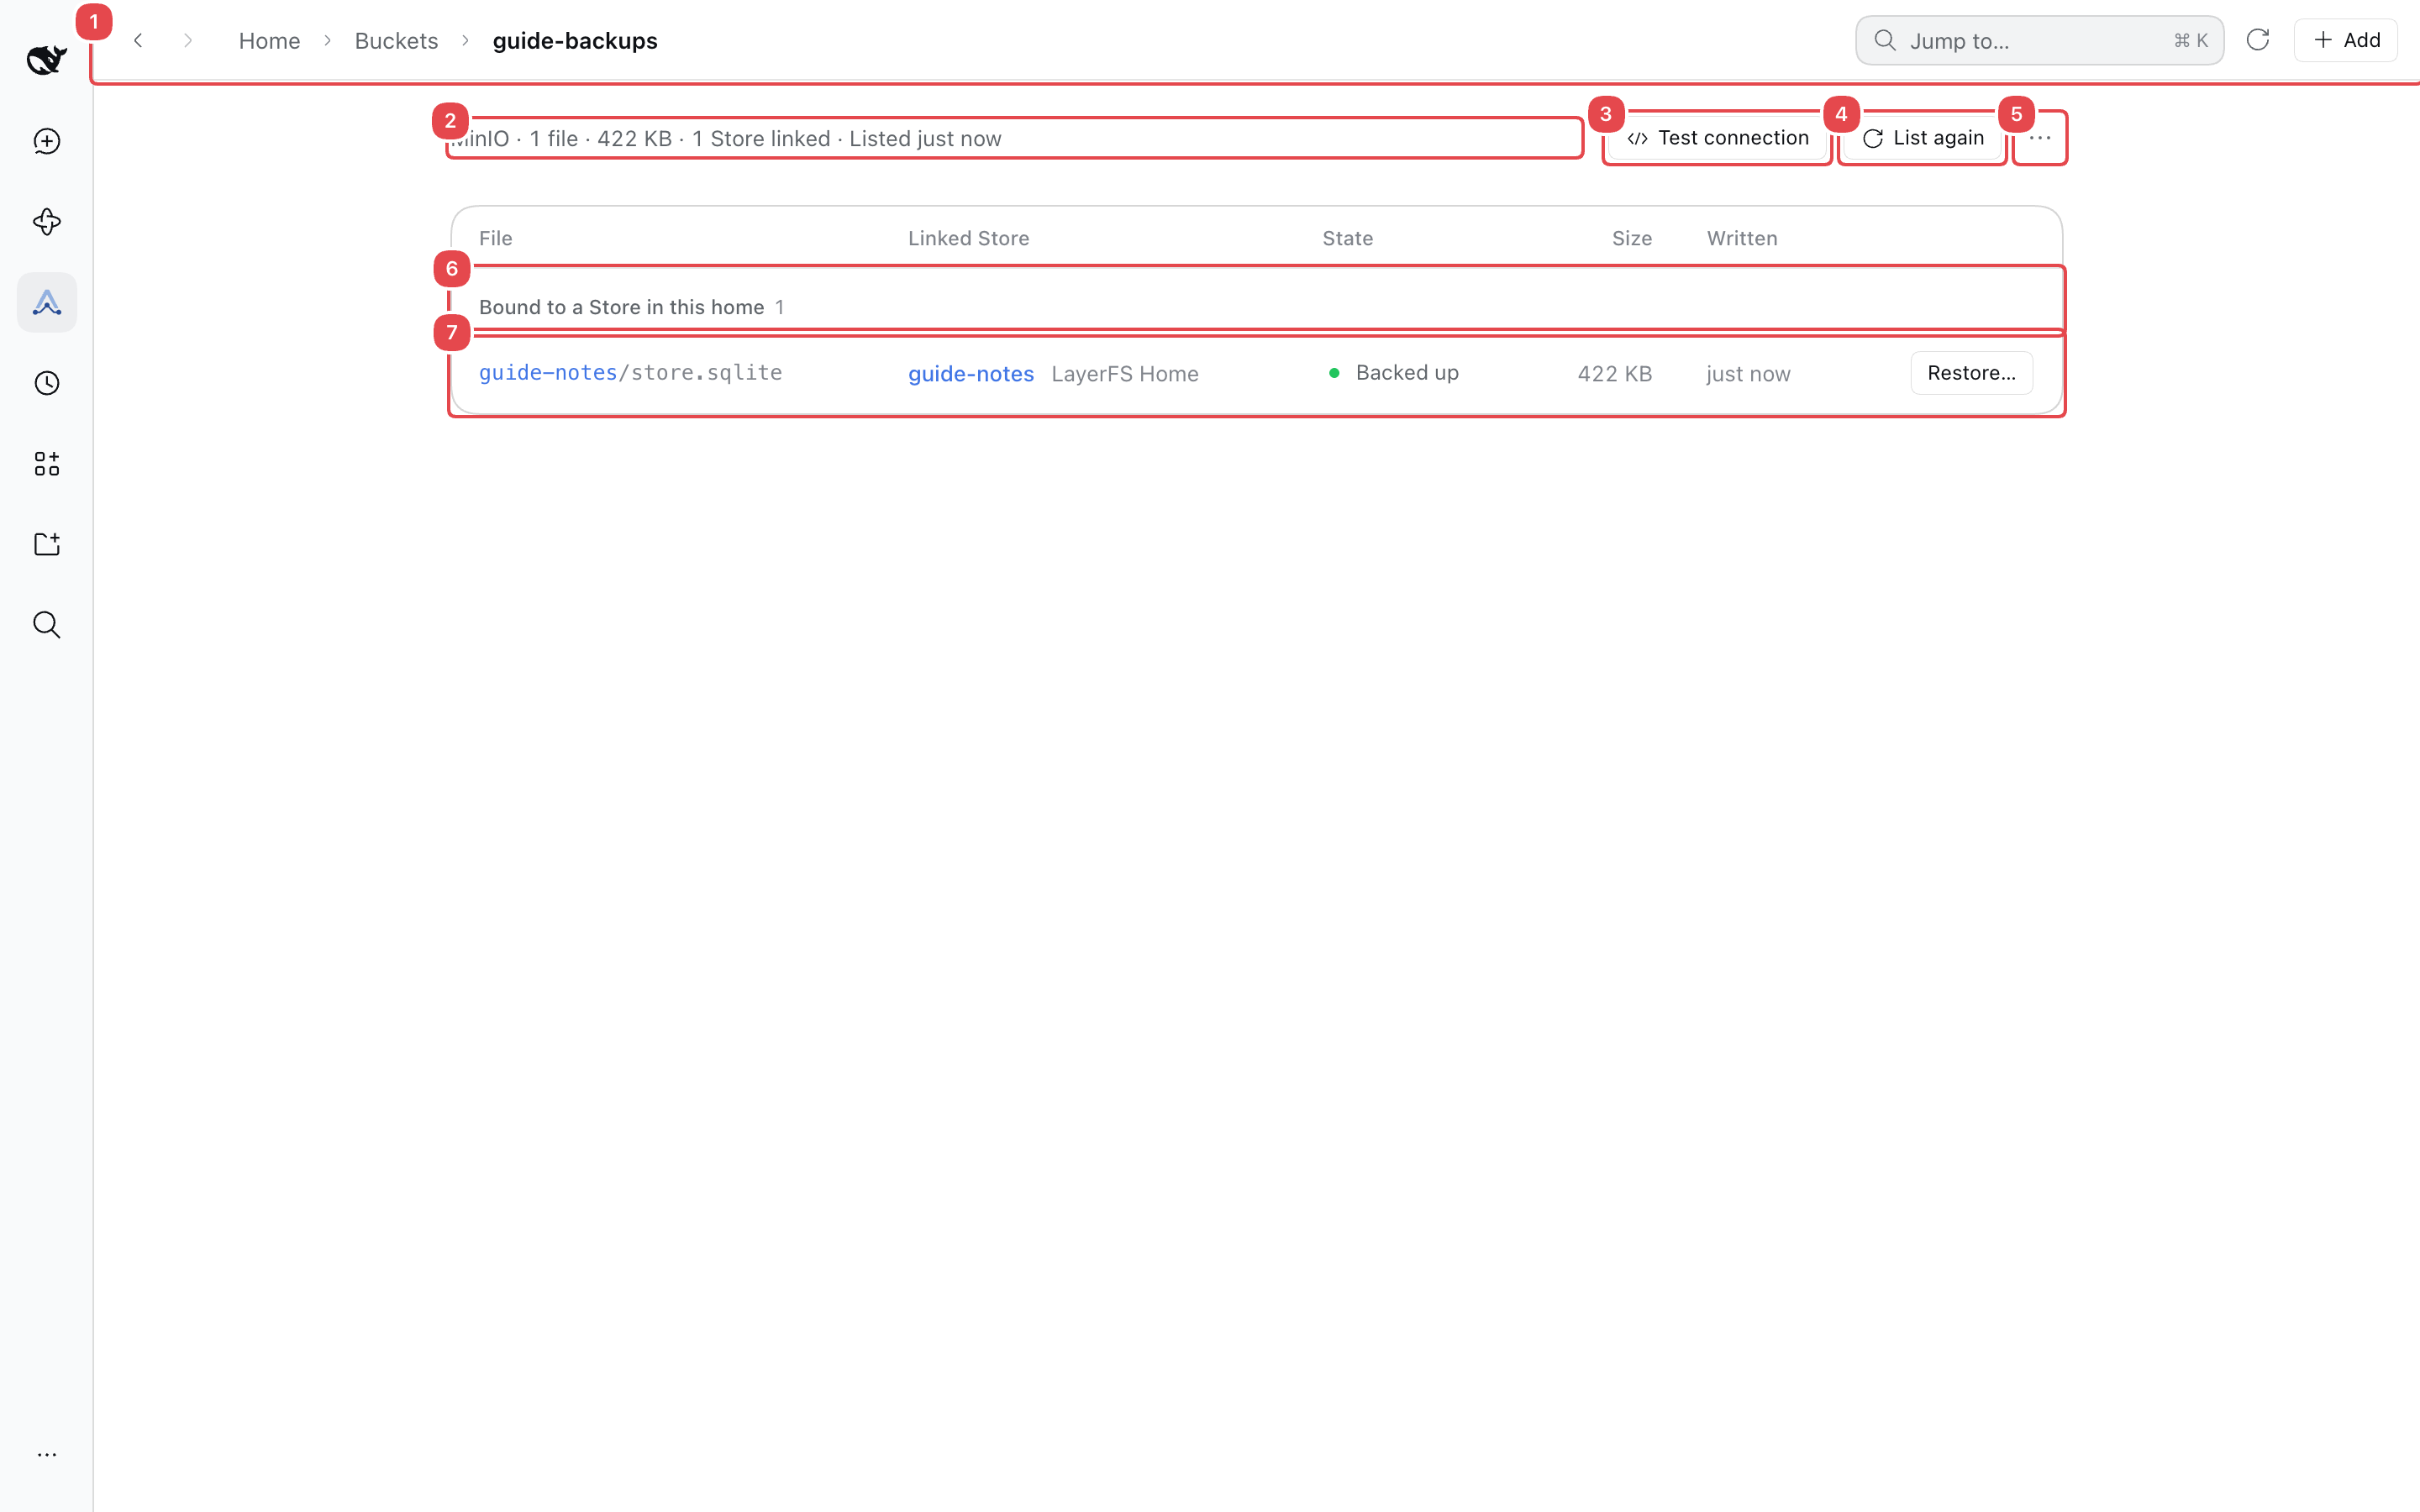 1
Home > Buckets > guide-backups
Jump to... ⌘ K
+ Add
2
MinIO · 1 file · 422 KB · 1 Store linked · Listed just now
3
</> Test connection
4
List again
5
...
File Linked Store State Size Written
6
Bound to a Store in this home 1
7
guide-notes/store.sqlite guide-notes LayerFS Home Backed up 422 KB just now Restore...
...